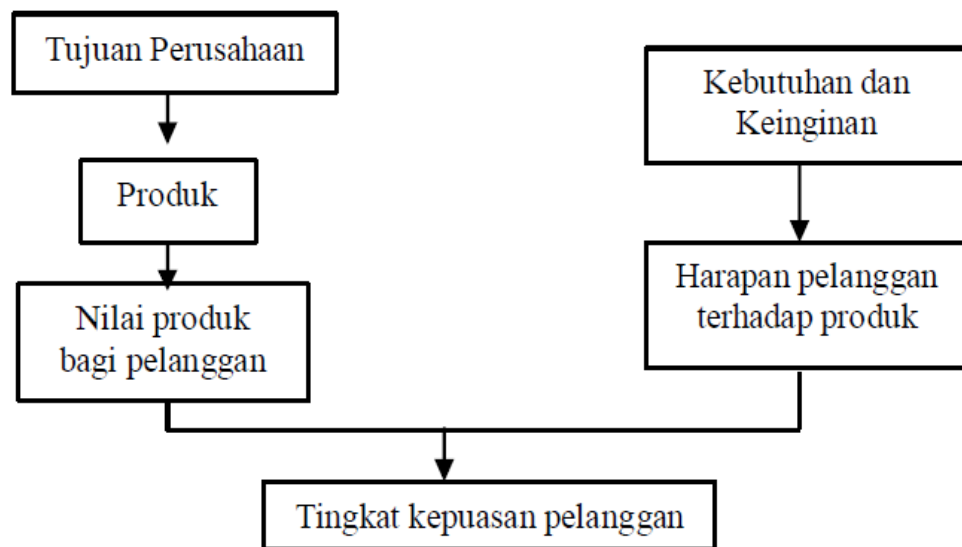 Tujuan Perusahaan
Produk
Nilai produk
bagi pelanggan
Kebutuhan dan
Keinginan
Harapan pelanggan
terhadap produk
Tingkat kepuasan pelanggan